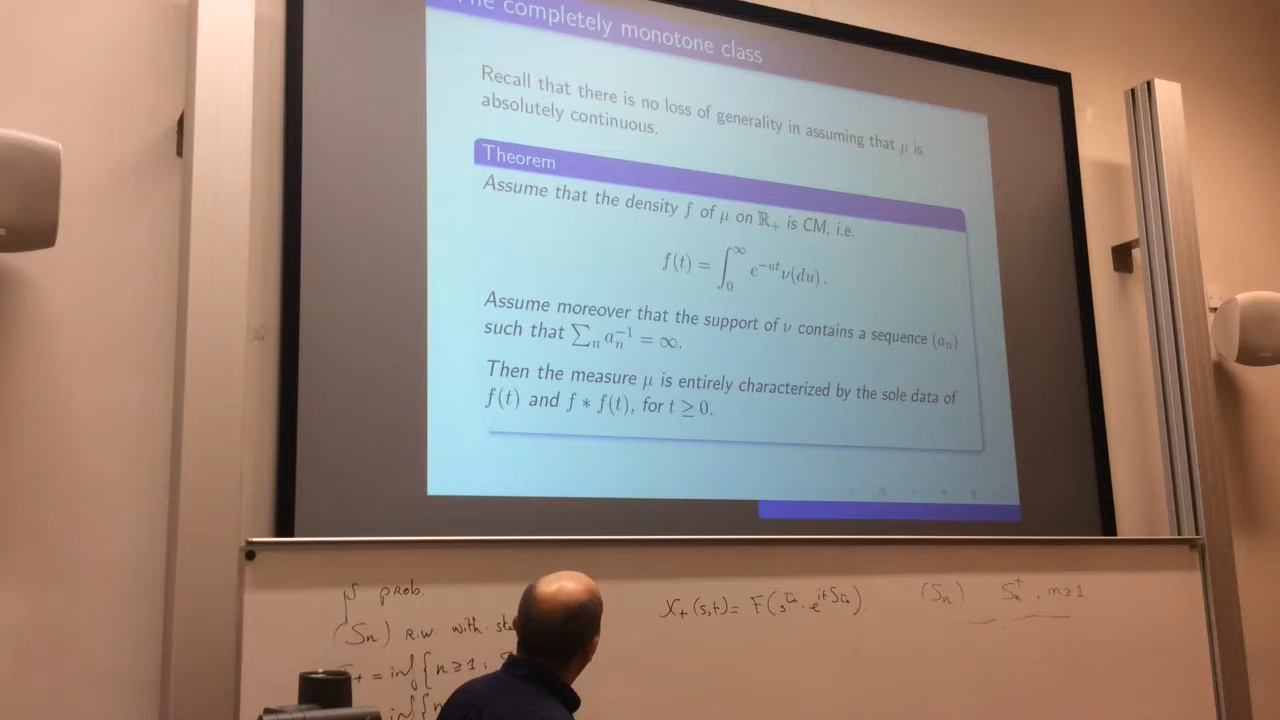 The completely monotone class
Recall that there is no loss of generality in assuming that μ is
absolutely continuous.
Theorem
Assume that the density f of μ on ℝ₊ is CM, i.e.
f(t) = ∫₀^∞ e^{-ut} ν(du).
Assume moreover that the support of ν contains a sequence (aₙ)
such that ∑ₙ aₙ⁻¹ = ∞.
Then the measure μ is entirely characterized by the sole data of
f(t) and f * f(t), for t ≥ 0.
μ prob.
(Sₙ) R.W. with
= inf{n≥1,
inf{
χ₊(s,t) = E(s^{τ₊} · e^{itS_{τ₊}}).
(Sₙ) Sₙ⁺, n≥1